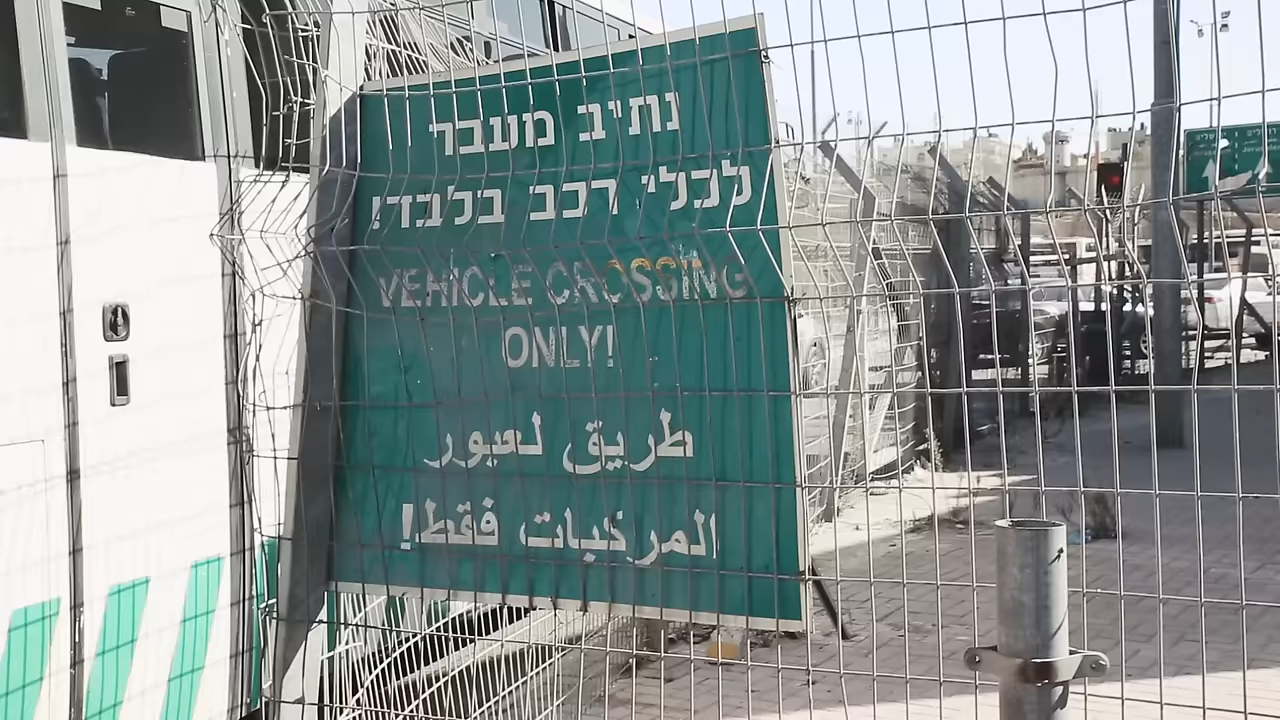 נתיב מעבר
לכלי רכב בלבד!
VEHICLE CROSSING
ONLY!
طريق لعبور
المركبات فقط!